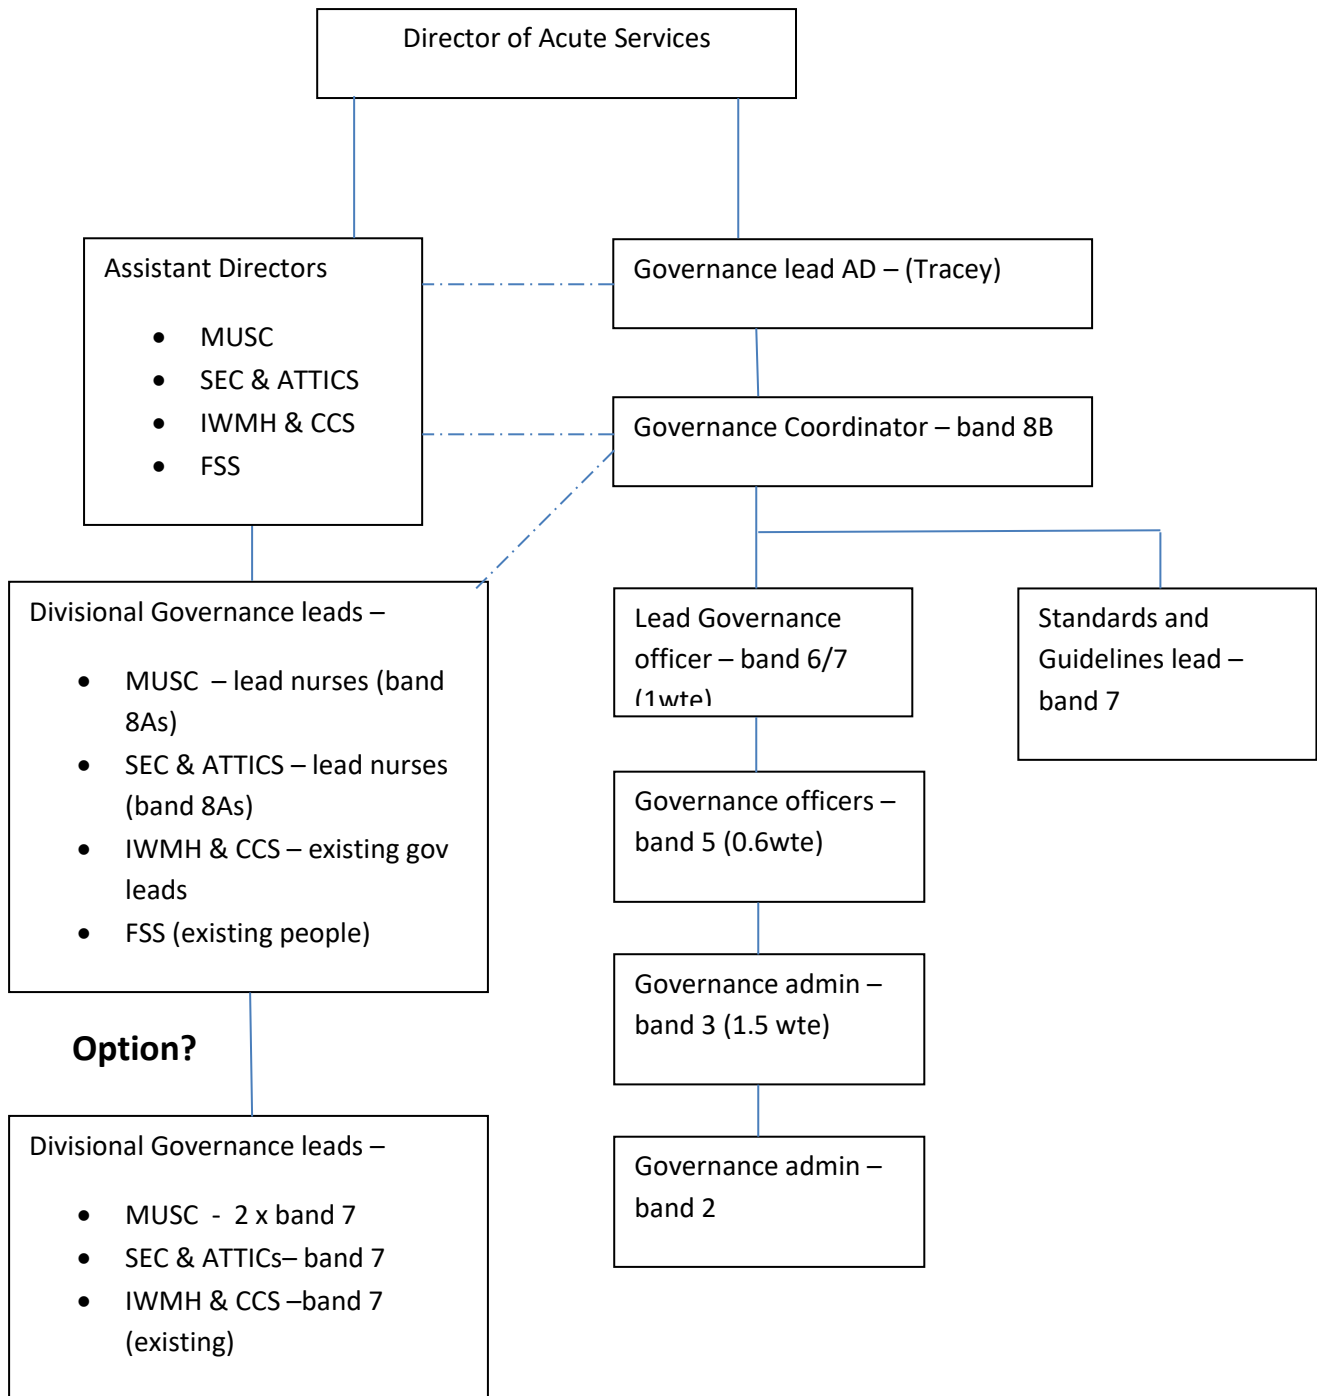 Director of Acute Services
Assistant Directors
• MUSC
• SEC & ATTICS
• IWMH & CCS
• FSS
Governance lead AD – (Tracey)
Governance Coordinator – band 8B
Divisional Governance leads –
• MUSC – lead nurses (band
8As)
• SEC & ATTICS – lead nurses
(band 8As)
• IWMH & CCS – existing gov
leads
• FSS (existing people)
Lead Governance
officer – band 6/7
(1wte)
Standards and
Guidelines lead –
band 7
Governance officers –
band 5 (0.6wte)
Governance admin –
band 3 (1.5 wte)
Governance admin –
band 2
Option?
Divisional Governance leads –
• MUSC - 2 x band 7
• SEC & ATTICs– band 7
• IWMH & CCS –band 7
(existing)